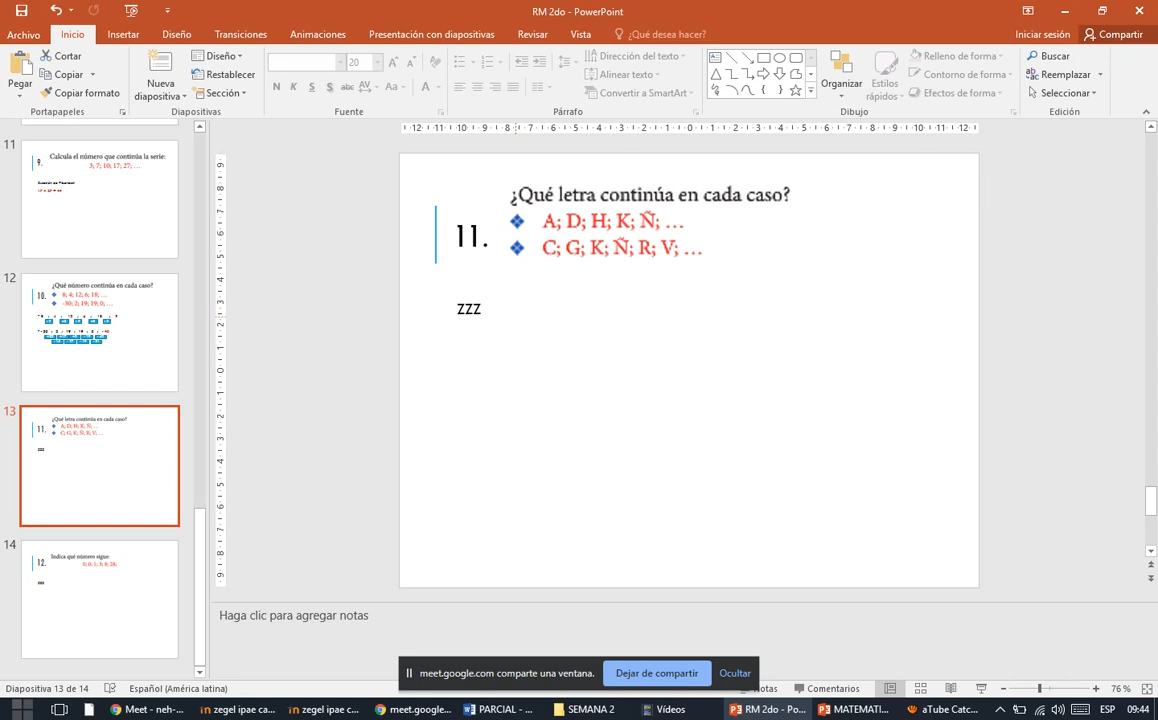 RM 2do - PowerPoint
Archivo Inicio Insertar Diseño Transiciones Animaciones Presentación con diapositivas Revisar Vista ¿Qué desea hacer? Iniciar sesión Compartir
Pegar
Cortar
Copiar
Copiar formato
Portapapeles
Nueva diapositiva
Diseño
Restablecer
Sección
Diapositivas
20
N K S S abc AV Aa A
Fuente
Dirección del texto
Alinear texto
Convertir a SmartArt
Párrafo
Organizar
Estilos rápidos
Relleno de forma
Contorno de forma
Efectos de forma
Dibujo
Buscar
Reemplazar
Seleccionar
Edición
11
9. Calcula el número que continúa la serie:
3; 7; 10; 17; 27; …
12
¿Qué número continúa en cada caso?
10. 8; 4; 12; 6; 18; …
-30; 2; 19; 19; 0; …
13
¿Qué letra continúa en cada caso?
11. A; D; H; K; Ñ; …
C; G; K; Ñ; R; V; …
zzz
14
Indica qué número sigue
12.
zzz
¿Qué letra continúa en cada caso?
11. A; D; H; K; Ñ; …
C; G; K; Ñ; R; V; …
zzz
Haga clic para agregar notas
meet.google.com comparte una ventana. Dejar de compartir Ocultar
Diapositiva 13 de 14 Español (América latina) Notas Comentarios 76 %
Meet - neh-... zegel ipae ca... zegel ipae c... meet.google... PARCIAL - ... SEMANA 2 Vídeos RM 2do - Po... MATEMATI... aTube Catc... ESP 09:44